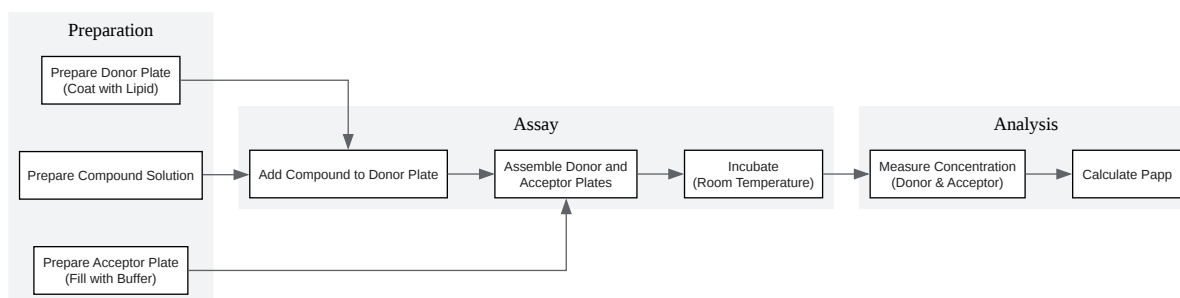 Preparation
Prepare Donor Plate
(Coat with Lipid)
Prepare Compound Solution
Prepare Acceptor Plate
(Fill with Buffer)
Assay
Add Compound to Donor Plate
Assemble Donor and
Acceptor Plates
Incubate
(Room Temperature)
Analysis
Measure Concentration
(Donor & Acceptor)
Calculate Papp